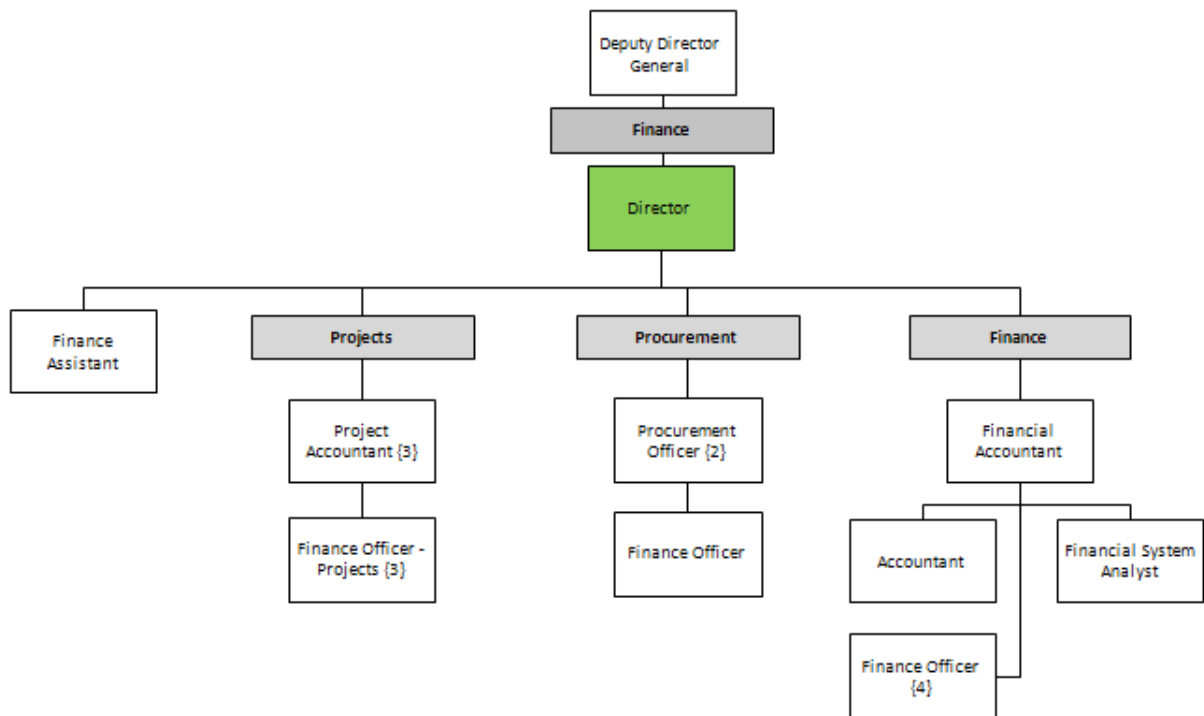 Deputy Director
General
Finance
Director
Finance
Assistant
Projects
Procurement
Finance
Project
Accountant {3}
Procurement
Officer {2}
Financial
Accountant
Finance Officer -
Projects {3}
Finance Officer
Accountant
Financial System
Analyst
Finance Officer
{4}